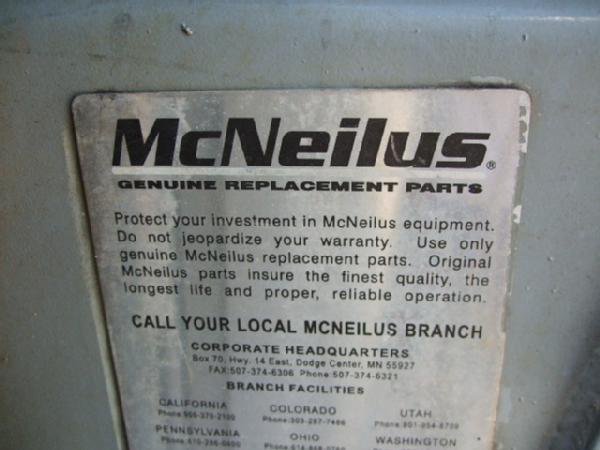 McNeilus®
GENUINE REPLACEMENT PARTS
Protect your investment in McNeilus equipment.
Do not jeopardize your warranty. Use only
genuine McNeilus replacement parts. Original
McNeilus parts insure the finest quality, the
longest life and proper, reliable operation.
CALL YOUR LOCAL MCNEILUS BRANCH
CORPORATE HEADQUARTERS
Box 70, Hwy. 14 East, Dodge Center, MN 55927
FAX:507-374-6306 Phone:507-374-6321
BRANCH FACILITIES
CALIFORNIA COLORADO UTAH
Phone: Phone: Phone:
PENNSYLVANIA OHIO WASHINGTON